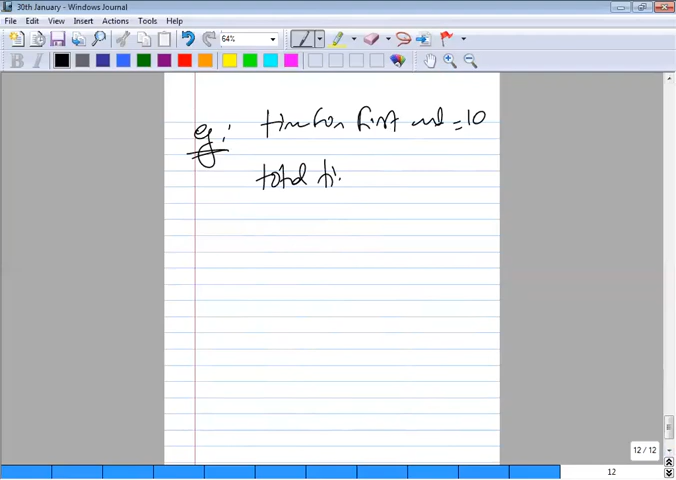 30th January - Windows Journal
File Edit View Insert Actions Tools Help
64%
B I
eg: time for first unit = 10
total ti
12 / 12
12